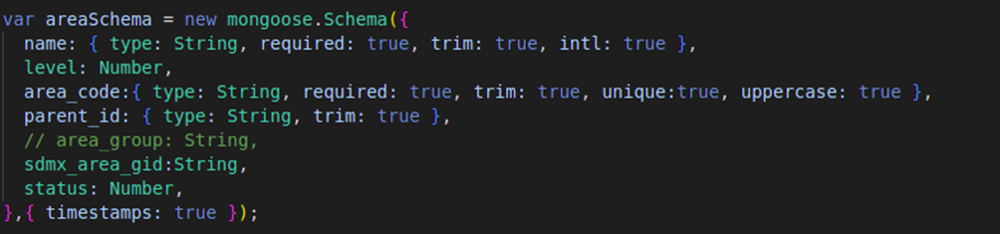 var areaSchema = new mongoose.Schema({
name: { type: String, required: true, trim: true, intl: true },
level: Number,
area_code:{ type: String, required: true, trim: true, unique:true, uppercase: true },
parent_id: { type: String, trim: true },
// area_group: String,
sdmx_area_gid:String,
status: Number,
},{ timestamps: true });